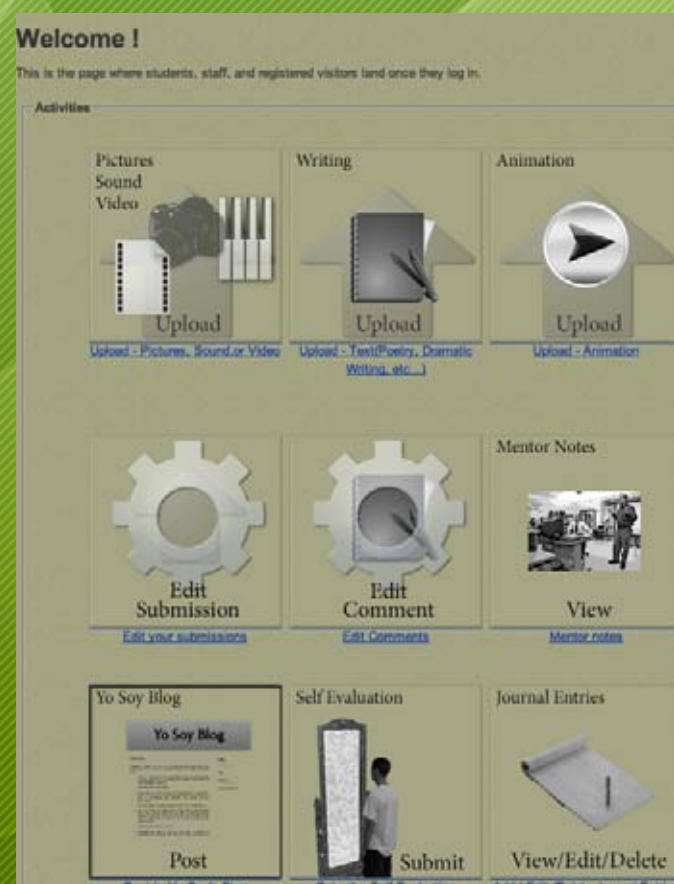 Welcome !
This is the page where students, staff, and registered visitors land once they log in.
Activities
Pictures
Sound
Video
Upload
Upload - Pictures, Sound,or Video
Writing
Upload
Upload - Text(Poetry, Dramatic
Writing, etc...)
Animation
Upload
Upload - Animation
Edit
Submission
Edit your submissions
Edit
Comment
Edit Comments
Mentor Notes
View
Mentor notes
Yo Soy Blog
Yo Soy Blog
Post
Self Evaluation
Submit
Journal Entries
View/Edit/Delete